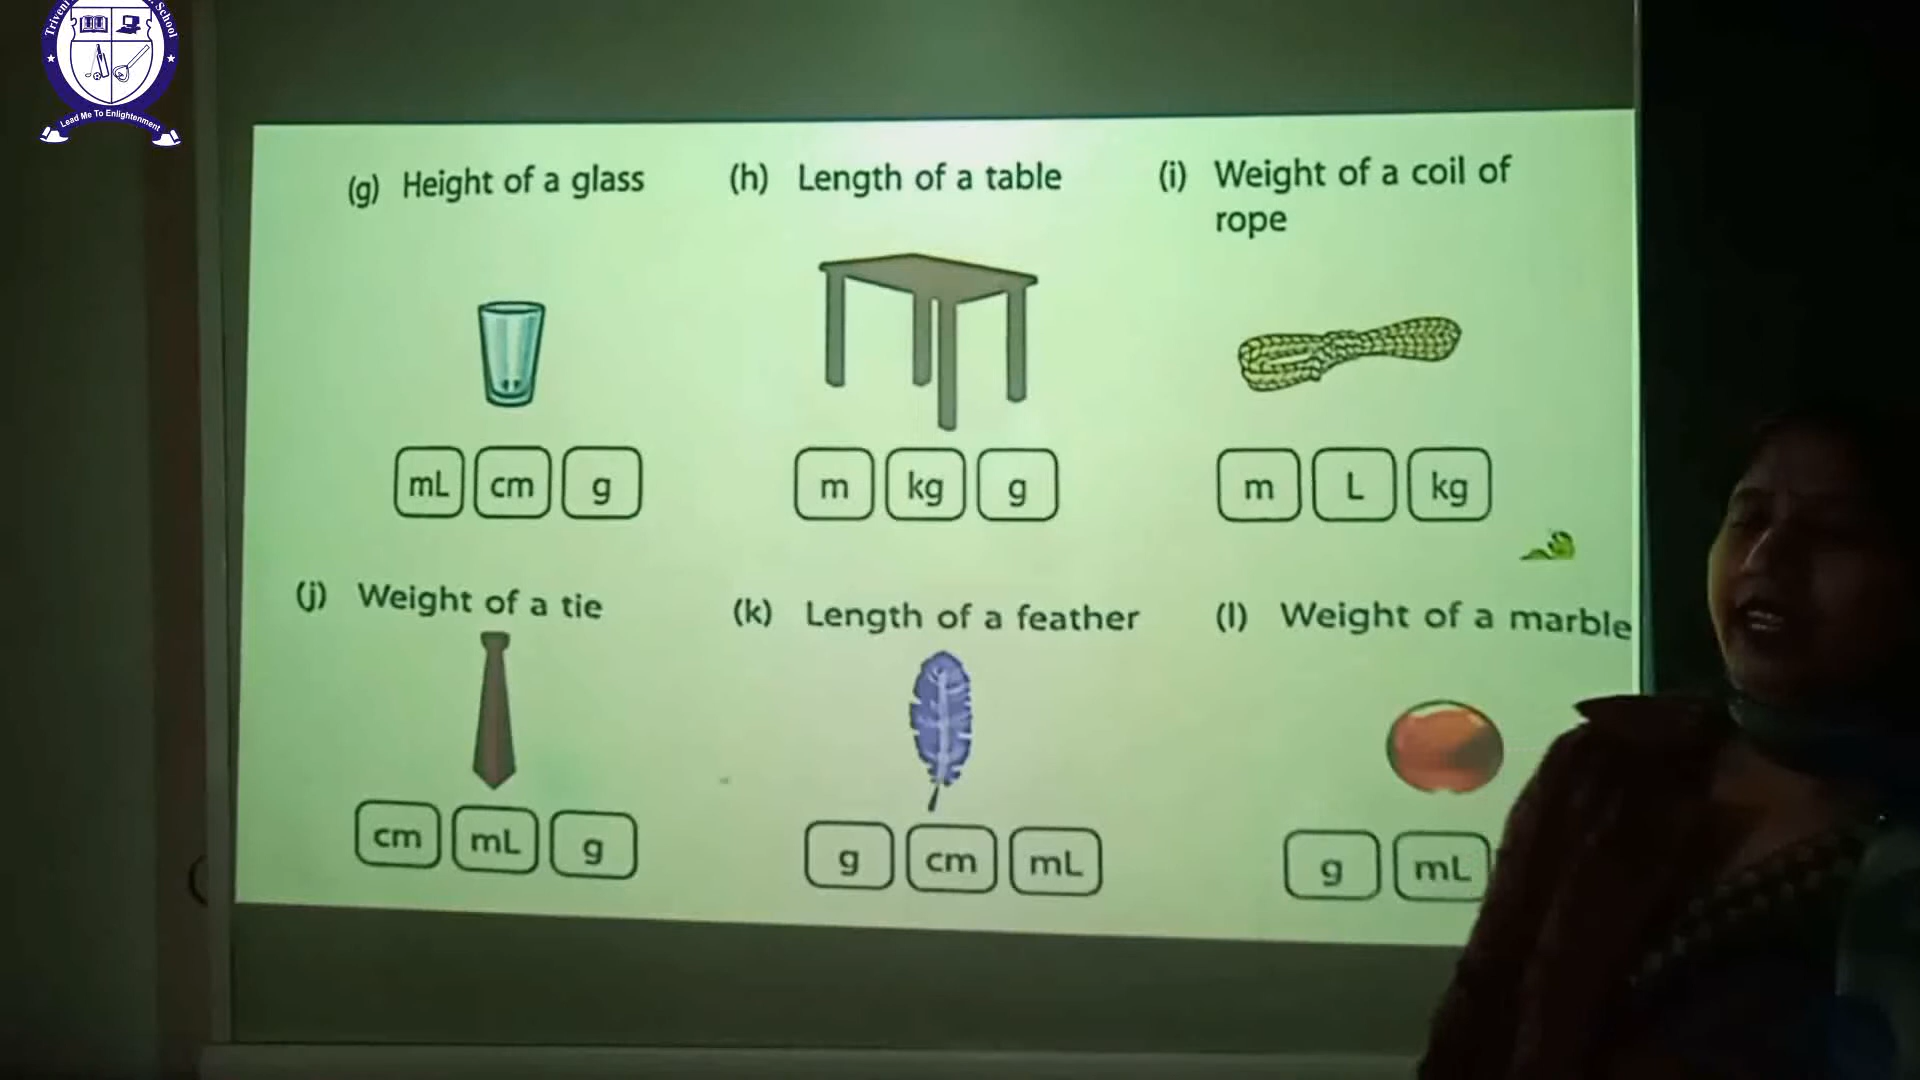 School
Lead Me To Enlightenment
(g) Height of a glass
(h) Length of a table
(i) Weight of a coil of
rope
mL cm g
m kg g
m L kg
(j) Weight of a tie
(k) Length of a feather
(l) Weight of a marble
cm mL g
g cm mL
g mL